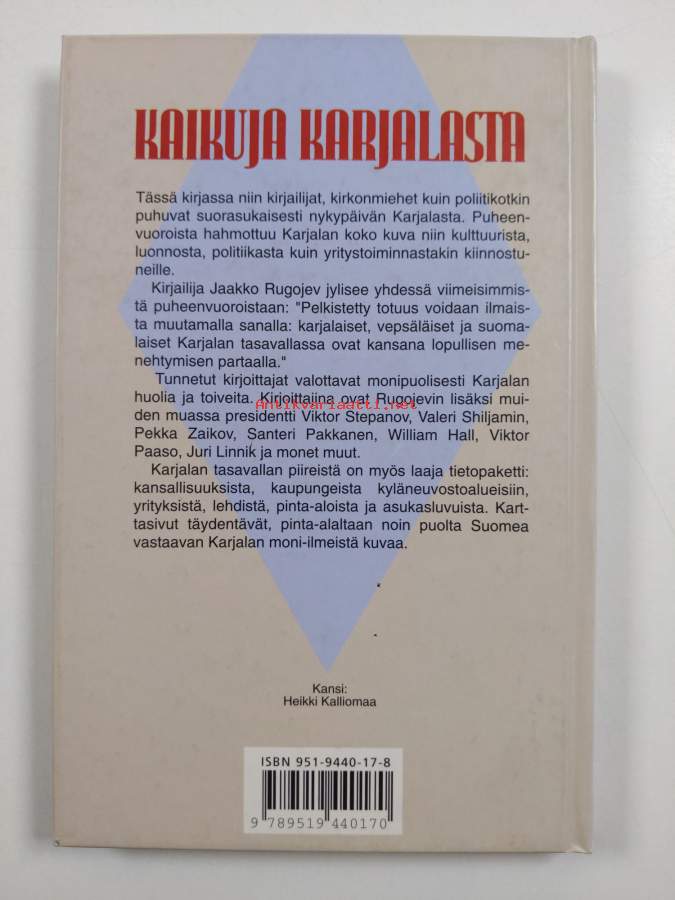 KAIKUJA KARJALASTA
Tässä kirjassa niin kirjailijat, kirkonmiehet kuin poliitikotkin
puhuvat suorasukaisesti nykypäivän Karjalasta. Puheen-
vuoroista hahmottuu Karjalan koko kuva niin kulttuurista,
luonnosta, politiikasta kuin yritystoiminnastakin kiinnostu-
neille.
Kirjailija Jaakko Rugojev jylisee yhdessä viimeisimmis-
tä puheenvuoroistaan: "Pelkistetty totuus voidaan ilmais-
ta muutamalla sanalla: karjalaiset, vepsäläiset ja suoma-
laiset Karjalan tasavallassa ovat kansana lopullisen me-
nehtymisen partaalla."
Tunnetut kirjoittajat valottavat monipuolisesti Karjalan
huolia ja toiveita. Kirjoittajina ovat Rugojevin lisäksi mui-
Antikvariaatti.net
den muassa presidentti Viktor Stepanov, Valeri Shiljamin,
Pekka Zaikov, Santeri Pakkanen, William Hall, Viktor
Paaso, Juri Linnik ja monet muut.
Karjalan tasavallan piireistä on myös laaja tietopaketti:
kansallisuuksista, kaupungeista kyläneuvostoalueisiin,
yrityksistä, lehdistä, pinta-aloista ja asukasluvuista. Kart-
tasivut täydentävät, pinta-alaltaan noin puolta Suomea
vastaavan Karjalan moni-ilmeistä kuvaa.
Kansi:
Heikki Kalliomaa
ISBN 951-9440-17-8
9 789519 440170